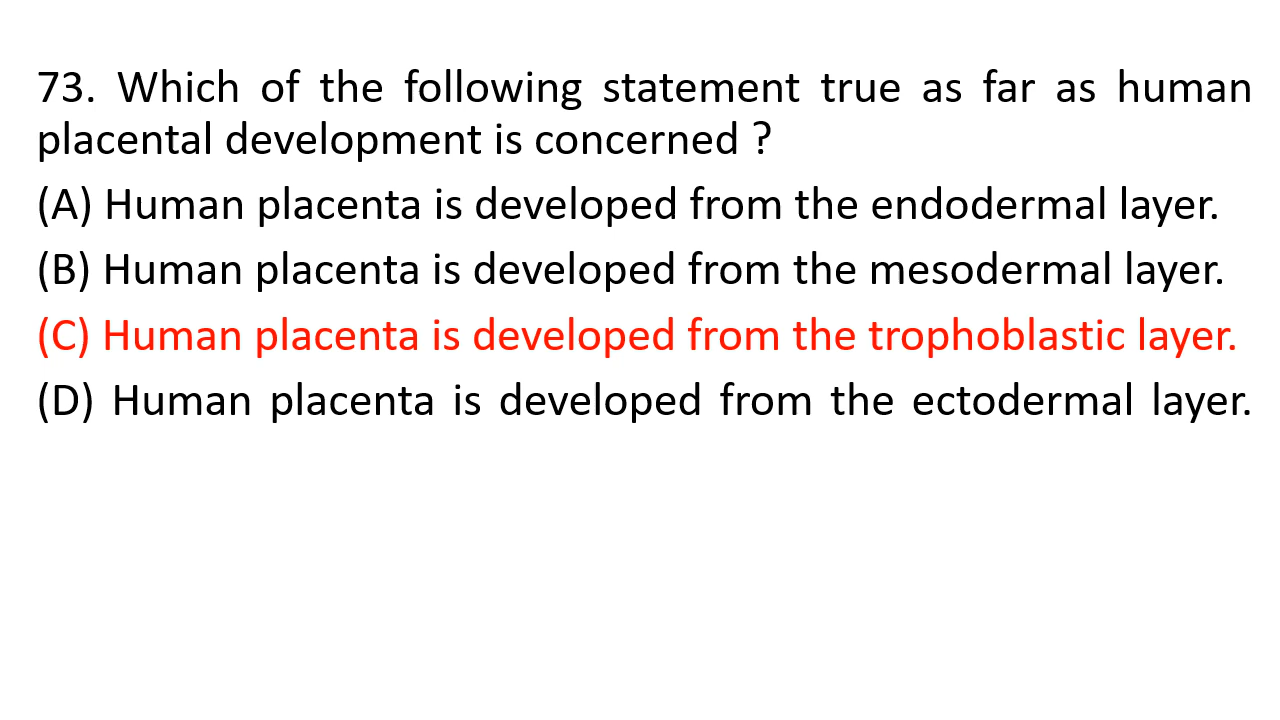 73. Which of the following statement true as far as human
placental development is concerned ?
(A) Human placenta is developed from the endodermal layer.
(B) Human placenta is developed from the mesodermal layer.
(C) Human placenta is developed from the trophoblastic layer.
(D) Human placenta is developed from the ectodermal layer.